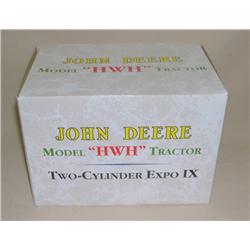 JOHN DEERE
MODEL "HWH" TRACTOR
JOHN DEERE
MODEL "HWH" TRACTOR
TWO-CYLINDER EXPO IX